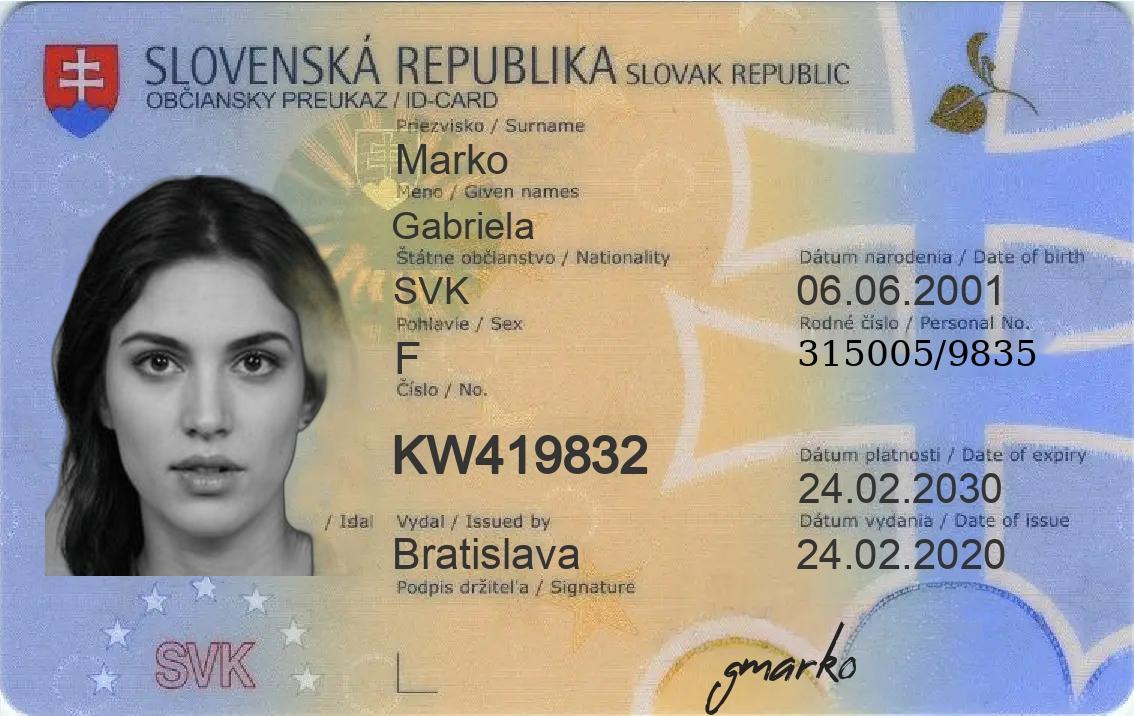 SLOVENSKÁ REPUBLIKA SLOVAK REPUBLIC
OBČIANSKY PREUKAZ / ID-CARD
Priezvisko / Surname
Marko
Meno / Given names
Gabriela
Štátne občianstvo / Nationality
SVK
Dátum narodenia / Date of birth
06.06.2001
Pohlavie / Sex
F
Rodné číslo / Personal No.
315005/9835
Číslo / No.
KW419832
Dátum platnosti / Date of expiry
24.02.2030
/ Idal
Vydal / Issued by
Bratislava
Dátum vydania / Date of issue
24.02.2020
Podpis držiteľa / Signature
SVK
gmarko